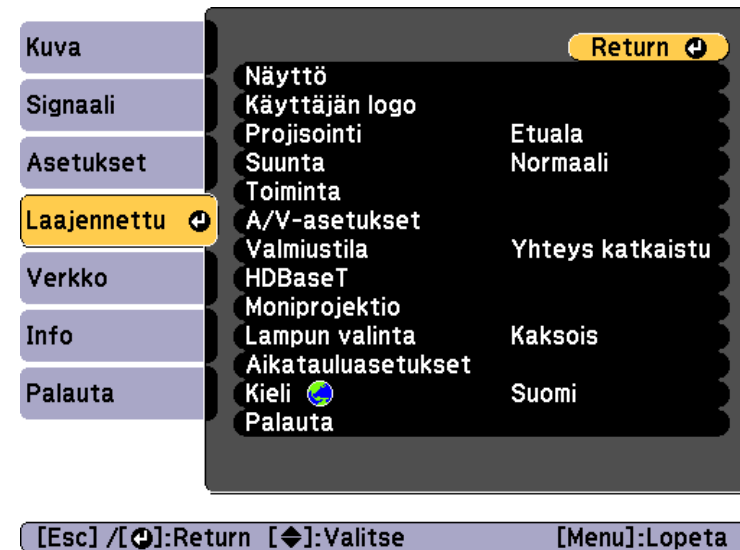 Kuva
Signaali
Asetukset
Laajennettu
Verkko
Info
Palauta
Return
Näyttö
Käyttäjän logo
Projisointi Etuala
Suunta Normaali
Toiminta
A/V-asetukset
Valmiustila Yhteys katkaistu
HDBaseT
Moniprojektio
Lampun valinta Kaksois
Aikatauluasetukset
Kieli Suomi
Palauta
[Esc] /[⏎]:Return [◆]:Valitse [Menu]:Lopeta